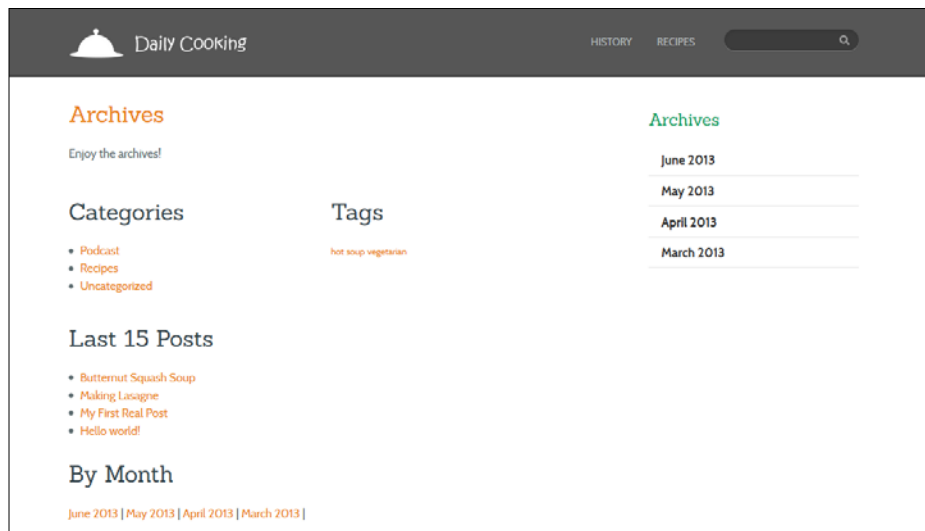 Daily Cooking
HISTORY RECIPES
Archives
Enjoy the archives!
Categories
• Podcast
• Recipes
• Uncategorized
Tags
hot soup vegetarian
Last 15 Posts
• Butternut Squash Soup
• Making Lasagne
• My First Real Post
• Hello world!
By Month
June 2013 | May 2013 | April 2013 | March 2013 |
Archives
June 2013
May 2013
April 2013
March 2013